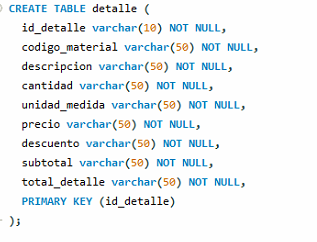 CREATE TABLE detalle (
id_detalle varchar(10) NOT NULL,
codigo_material varchar(50) NOT NULL,
descripcion varchar(50) NOT NULL,
cantidad varchar(50) NOT NULL,
unidad_medida varchar(50) NOT NULL,
precio varchar(50) NOT NULL,
descuento varchar(50) NOT NULL,
subtotal varchar(50) NOT NULL,
total_detalle varchar(50) NOT NULL,
PRIMARY KEY (id_detalle)
);